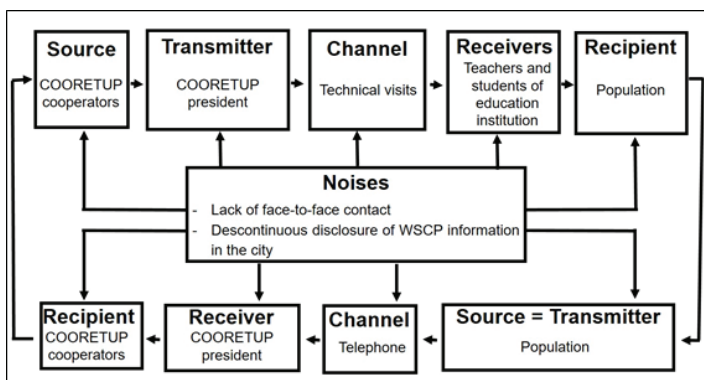 Source
COORETUP
cooperators
Transmitter
COORETUP
president
Channel
Technical visits
Receivers
Teachers and
students of
education
institution
Recipient
Population
Noises
- Lack of face-to-face contact
- Descontinuous disclosure of WSCP information
in the city
Recipient
COORETUP
cooperators
Receiver
COORETUP
president
Channel
Telephone
Source = Transmitter
Population